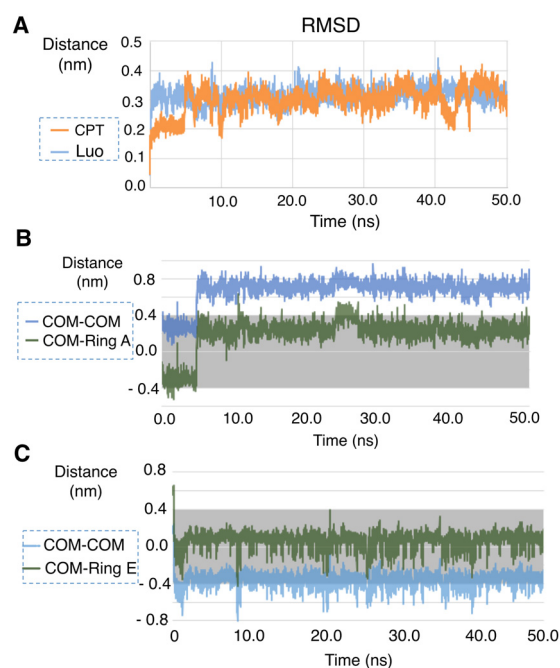 A
RMSD
Distance
(nm)
0.5
0.4
0.3
0.2
0.1
0.0
CPT
Luo
10.0 20.0 30.0 40.0 50.0
Time (ns)
B
Distance
(nm)
0.8
0.4
0.0
- 0.4
COM-COM
COM-Ring A
0.0 10.0 20.0 30.0 40.0 50.0
Time (ns)
C
Distance
(nm)
0.8
0.4
0.0
-0.4
- 0.8
COM-COM
COM-Ring E
0 10.0 20.0 30.0 40.0 50.0
Time (ns)